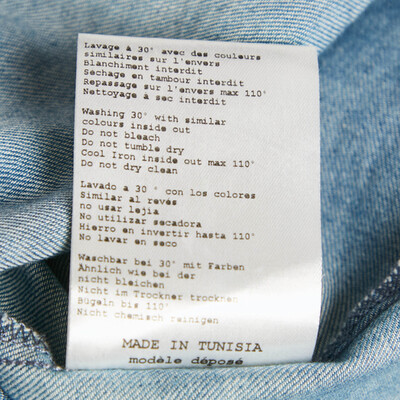 Lavage à 30° avec des couleurs
similaires sur l'envers
Blanchiment interdit
Séchage en tambour interdit
Repassage sur l'envers max 110°
Nettoyage à sec interdit
Washing 30° with similar
colours inside out
Do not bleach
Do not tumble dry
Cool Iron inside out max 110°
Do not dry clean
Lavado a 30 ° con los colores
Similar al revés
no usar lejia
No utilizar secadora
Hierro en invertir hasta 110°
No lavar en seco
Waschbar bei 30° mit Farben
Ähnlich wie bei der
nicht bleichen
Nicht im Trockner trocknen
Bügeln bis 110°
Nicht chemisch reinigen
MADE IN TUNISIA
modèle déposé